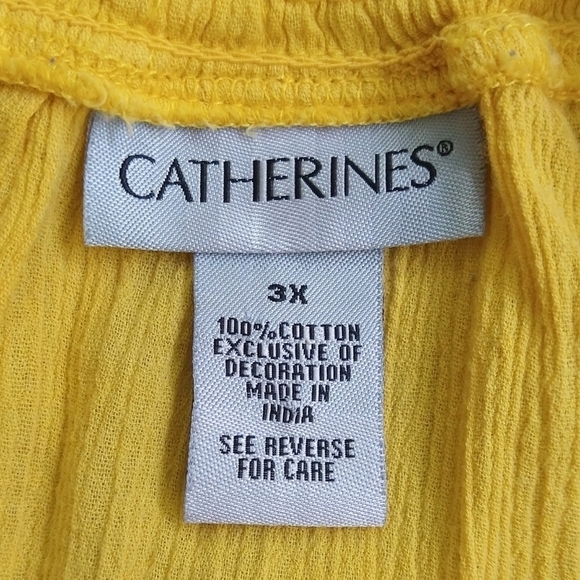 CATHERINES®
3X
100%COTTON
EXCLUSIVE OF
DECORATION
MADE IN
INDIA
SEE REVERSE
FOR CARE